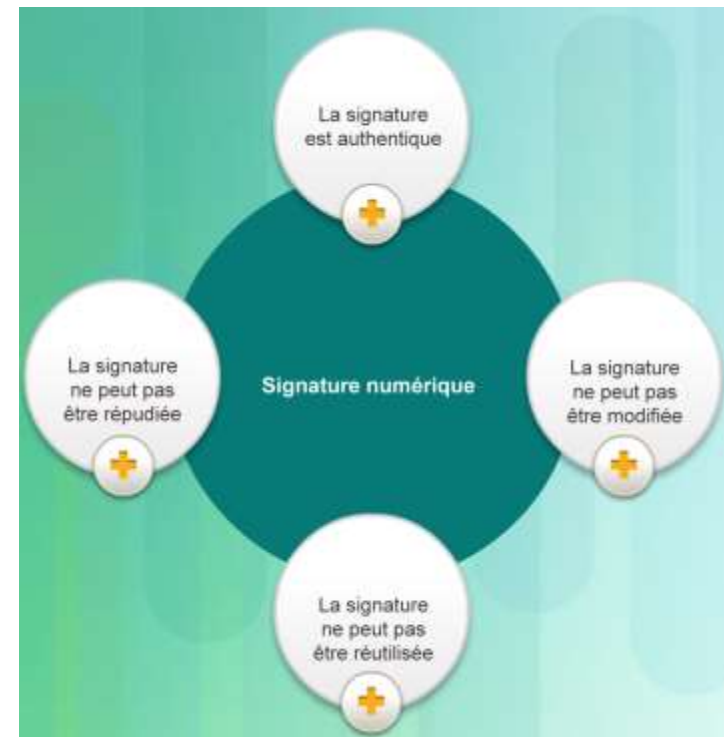 La signature
est authentique
La signature
ne peut pas
être répudiée
Signature numérique
La signature
ne peut pas
être modifiée
La signature
ne peut pas
être réutilisée